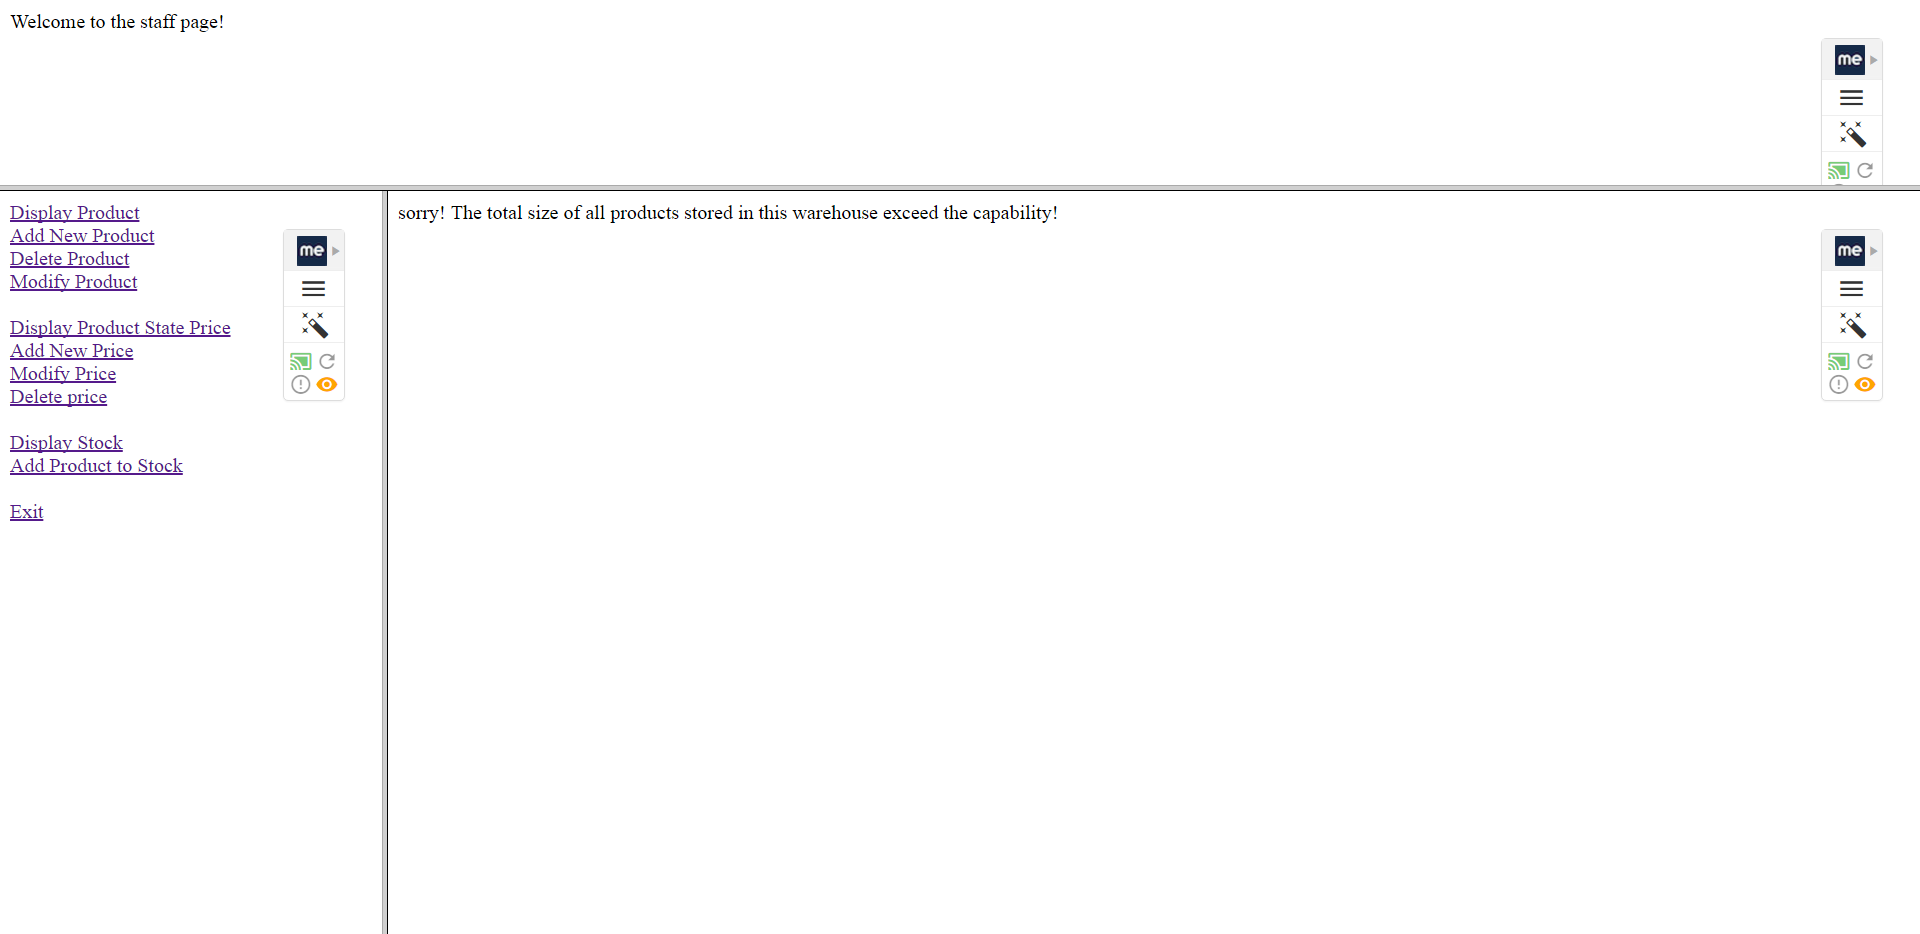 Welcome to the staff page!
me
Display Product
Add New Product
Delete Product
Modify Product
Display Product State Price
Add New Price
Modify Price
Delete price
Display Stock
Add Product to Stock
Exit
me
sorry! The total size of all products stored in this warehouse exceed the capability!
me